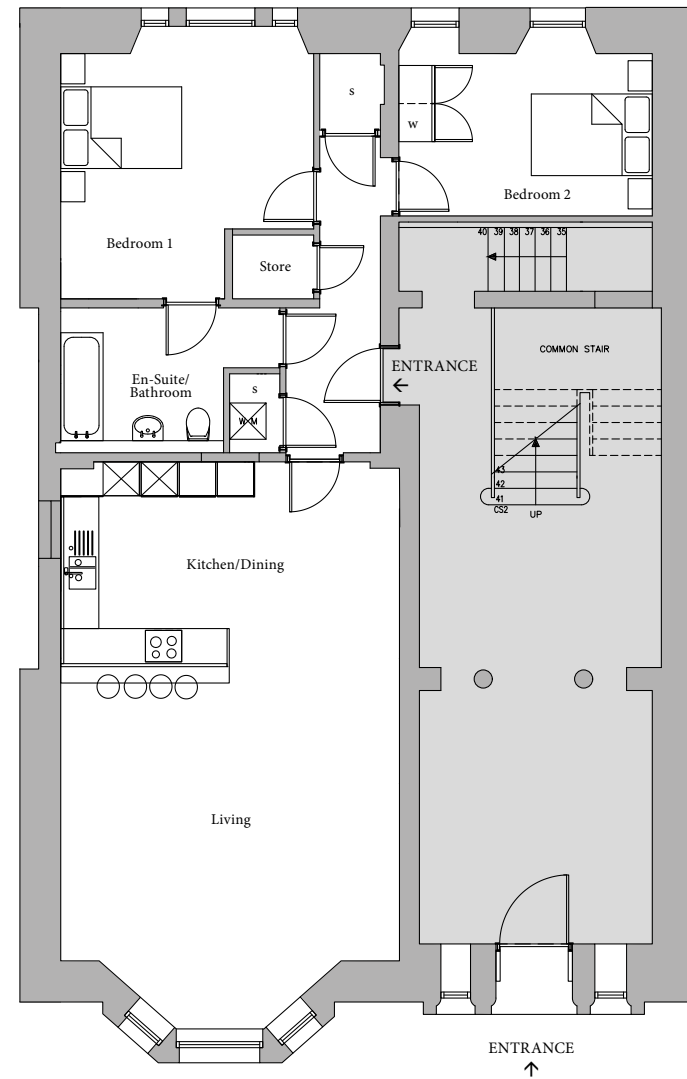 s
w
Bedroom 2
40 39 38 37 36 35
Bedroom 1
Store
COMMON STAIR
ENTRANCE
←
En-Suite/
Bathroom
s
W M
43
42
41
CS2
UP
Kitchen/Dining
Living
ENTRANCE
↑